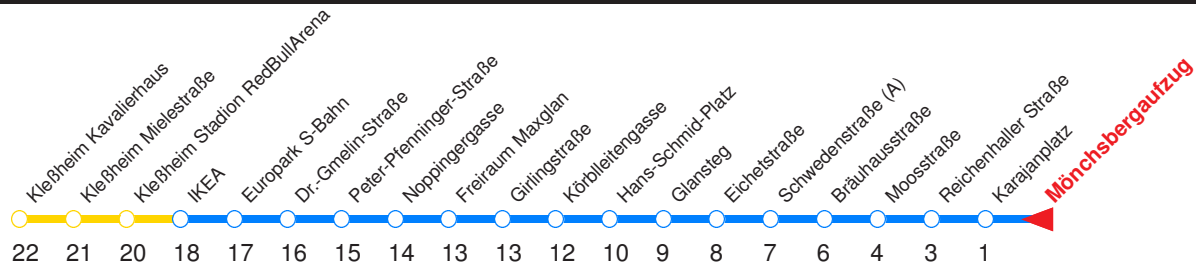 Kleßheim Kavalierhaus
Kleßheim Mielestraße
Kleßheim Stadion RedBullArena
IKEA
Europark S-Bahn
Dr.-Gmelin-Straße
Peter-Pfenninger-Straße
Noppingergasse
Freiraum Maxglan
Girlingstraße
Körblleitengasse
Hans-Schmid-Platz
Glansteg
Eichetstraße
Schwedenstraße (A)
Bräuhausstraße
Moosstraße
Reichenhaller Straße
Karajanplatz
Mönchsbergaufzug
22 21 20 18 17 16 15 14 13 13 12 10 9 8 7 6 4 3 1